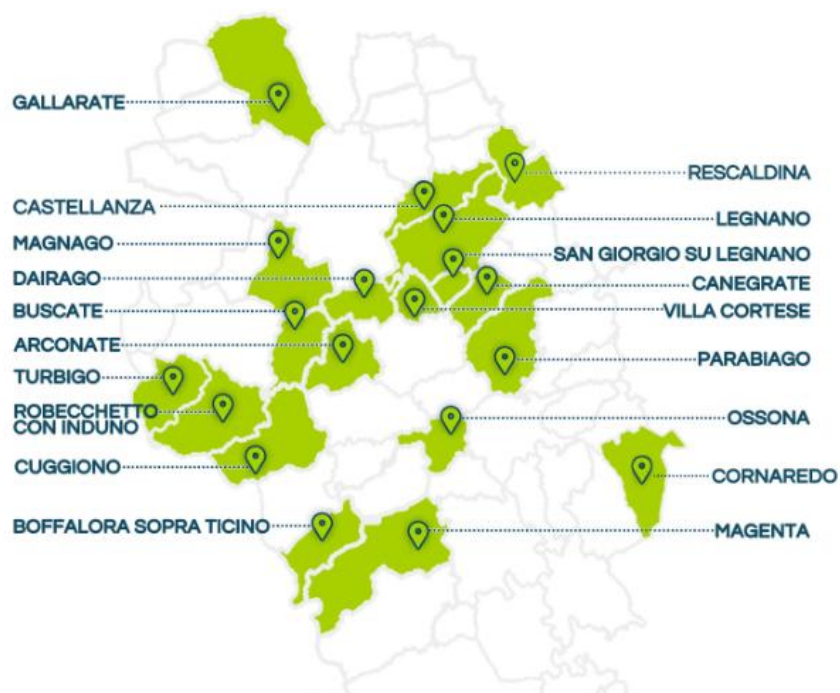 GALLARATE
CASTELLANZA
MAGNAGO
DAIRAGO
BUSCATE
ARCONATE
TURBIGO
ROBECCHETTO
CON INDUNO
CUGGIONO
BOFFALORA SOPRA TICINO
RESCALDINA
LEGNANO
SAN GIORGIO SU LEGNANO
CANEGRATE
VILLA CORTESE
PARABIAGO
OSSONA
CORNAREDO
MAGENTA